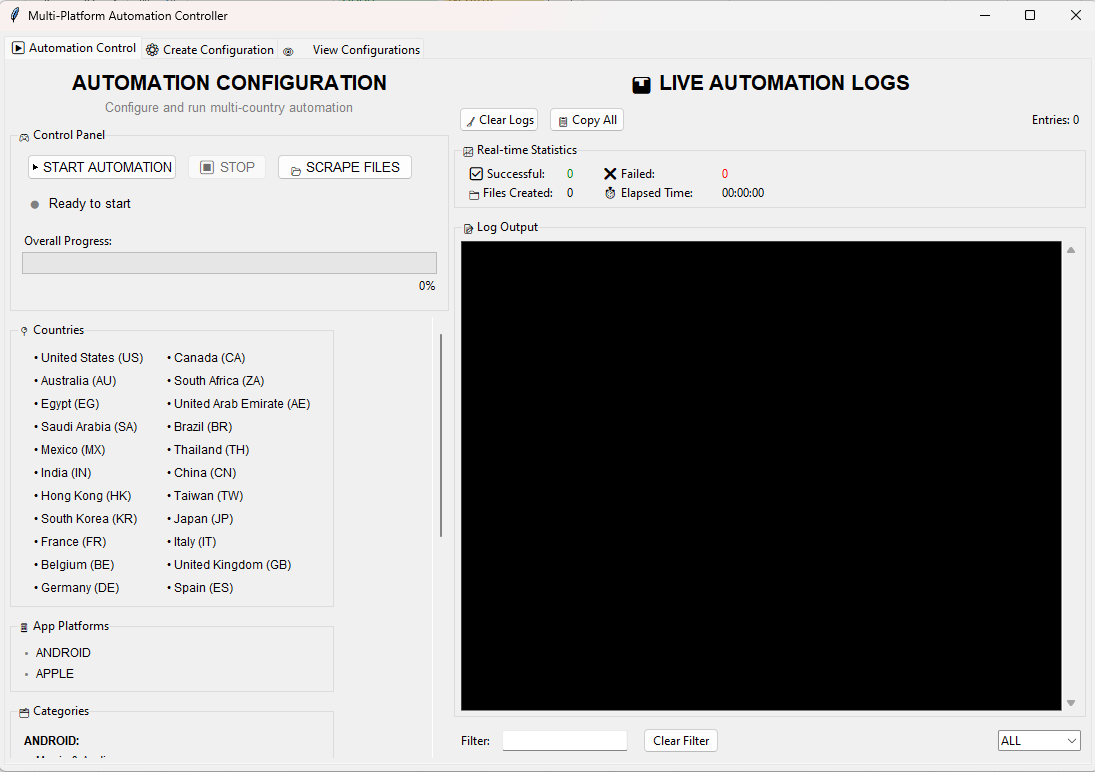 Multi-Platform Automation Controller
Automation Control
Create Configuration
View Configurations
AUTOMATION CONFIGURATION
Configure and run multi-country automation
Control Panel
START AUTOMATION
STOP
SCRAPE FILES
Ready to start
Overall Progress:
0%
Countries
• United States (US)
• Canada (CA)
• Australia (AU)
• South Africa (ZA)
• Egypt (EG)
• United Arab Emirate (AE)
• Saudi Arabia (SA)
• Brazil (BR)
• Mexico (MX)
• Thailand (TH)
• India (IN)
• China (CN)
• Hong Kong (HK)
• Taiwan (TW)
• South Korea (KR)
• Japan (JP)
• France (FR)
• Italy (IT)
• Belgium (BE)
• United Kingdom (GB)
• Germany (DE)
• Spain (ES)
App Platforms
• ANDROID
• APPLE
Categories
ANDROID:
LIVE AUTOMATION LOGS
Clear Logs
Copy All
Entries: 0
Real-time Statistics
Successful: 0
Failed: 0
Files Created: 0
Elapsed Time: 00:00:00
Log Output
Filter:
Clear Filter
ALL